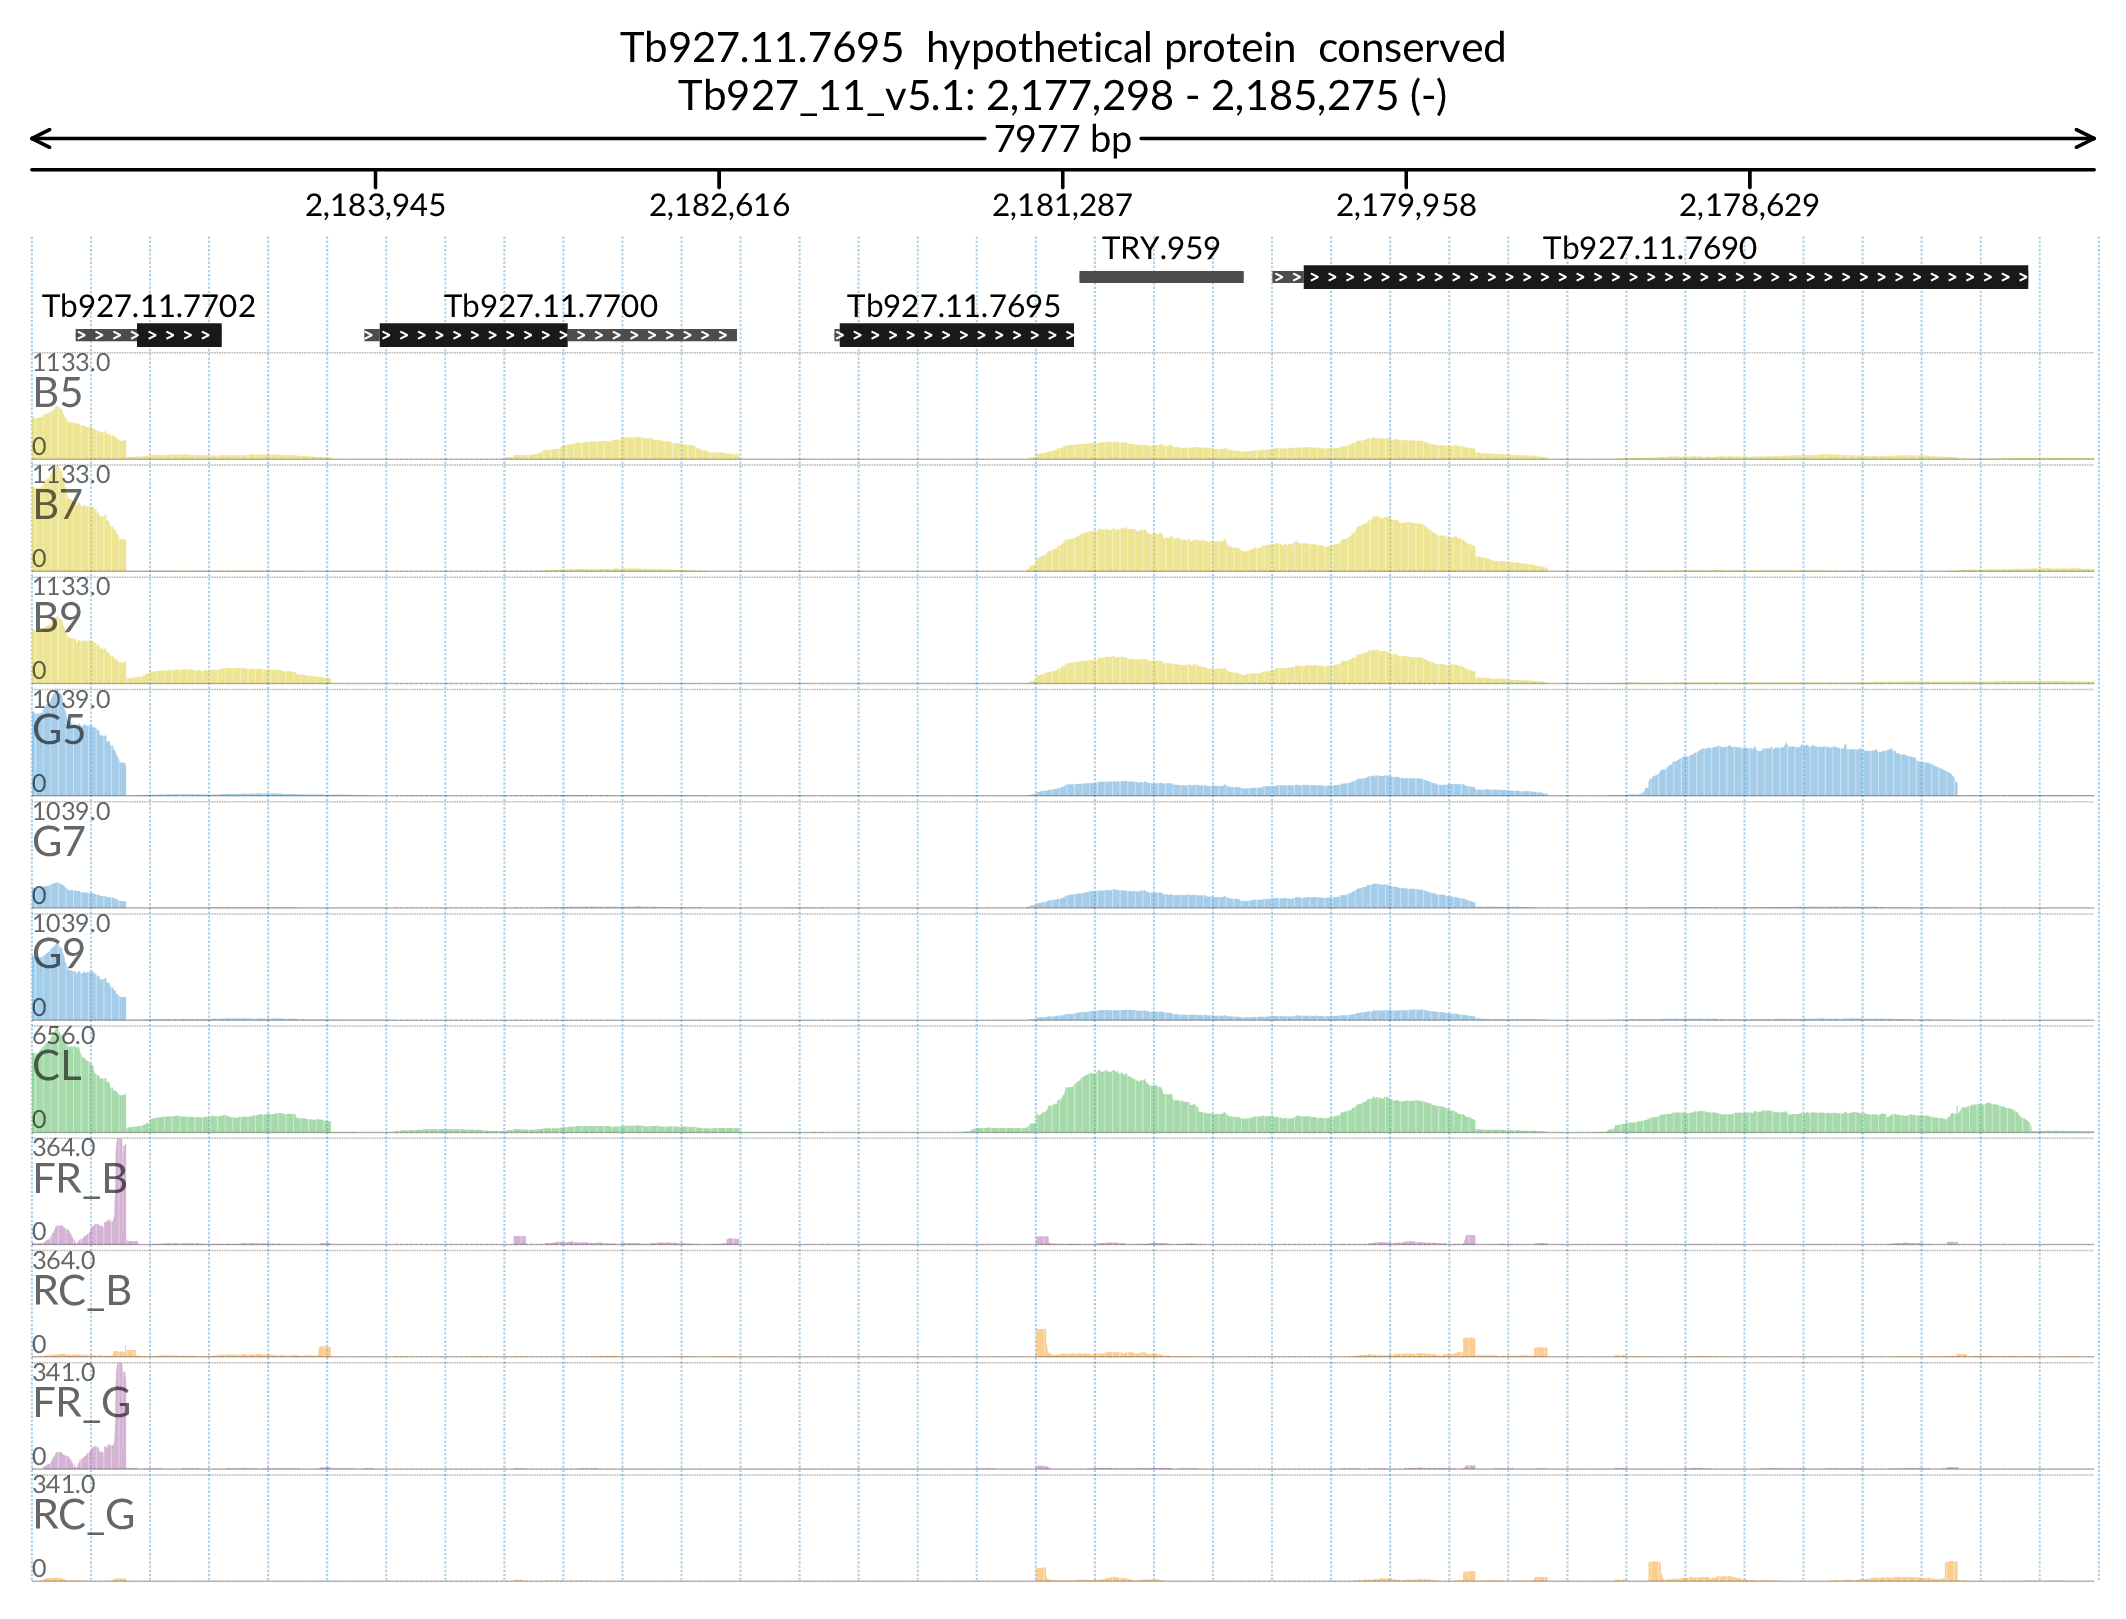 Tb927.11.7695 hypothetical protein conserved
Tb927_11_v5.1: 2,177,298 - 2,185,275 (-)
7977 bp
2,183,945 2,182,616 2,181,287 2,179,958 2,178,629
TRY.959 Tb927.11.7690
Tb927.11.7702 Tb927.11.7700 Tb927.11.7695
1133.0
B5
0
1133.0
B7
0
1133.0
B9
0
1039.0
G5
0
1039.0
G7
0
1039.0
G9
0
656.0
CL
0
364.0
FR_B
0
364.0
RC_B
0
341.0
FR_G
0
341.0
RC_G
0